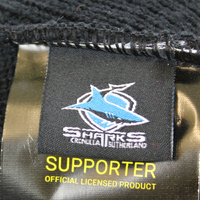 SHARKS
CRONULLA SUTHERLAND
SUPPORTER
OFFICIAL LICENSED PRODUCT